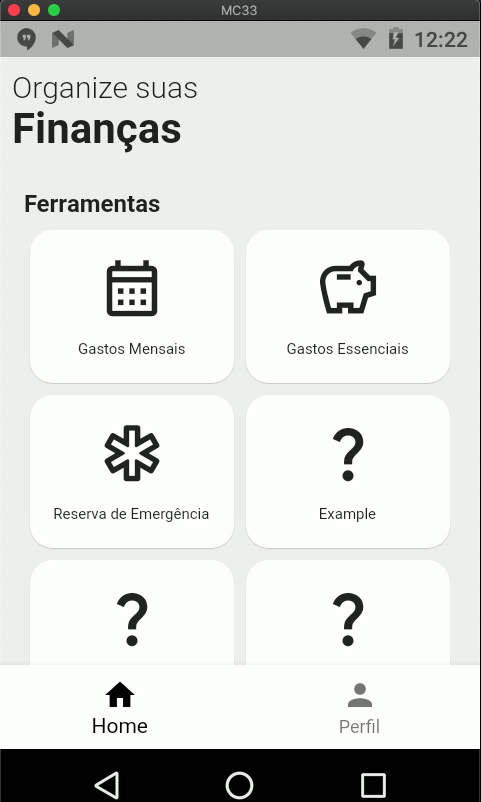 MC33
12:22
Organize suas
Finanças
Ferramentas
Gastos Mensais
Gastos Essenciais
Reserva de Emergência
?
Example
?
?
Home
Perfil